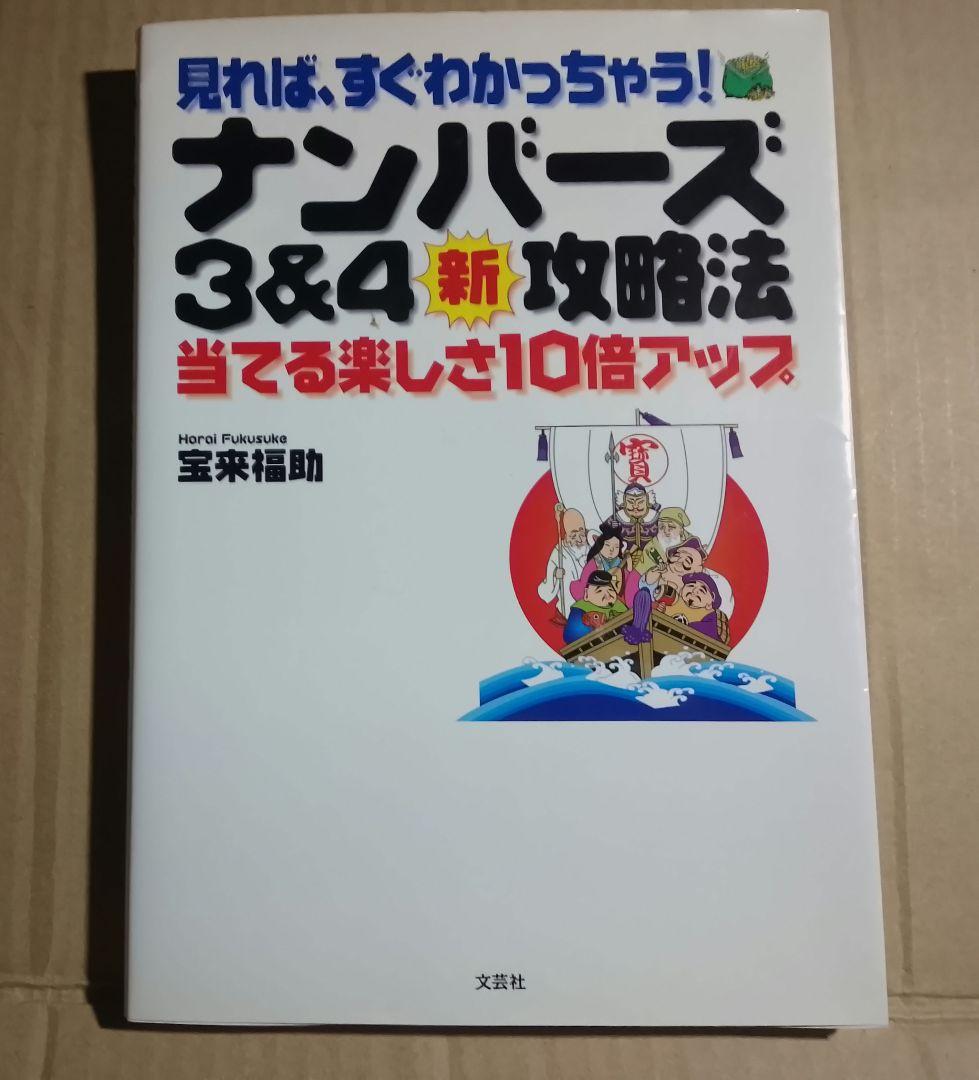 見れば、すぐわかっちゃう!
ナンバーズ
3&4新攻略法
当てる楽しさ10倍アップ。
Horai Fukusuke
宝来福助
寶
文芸社